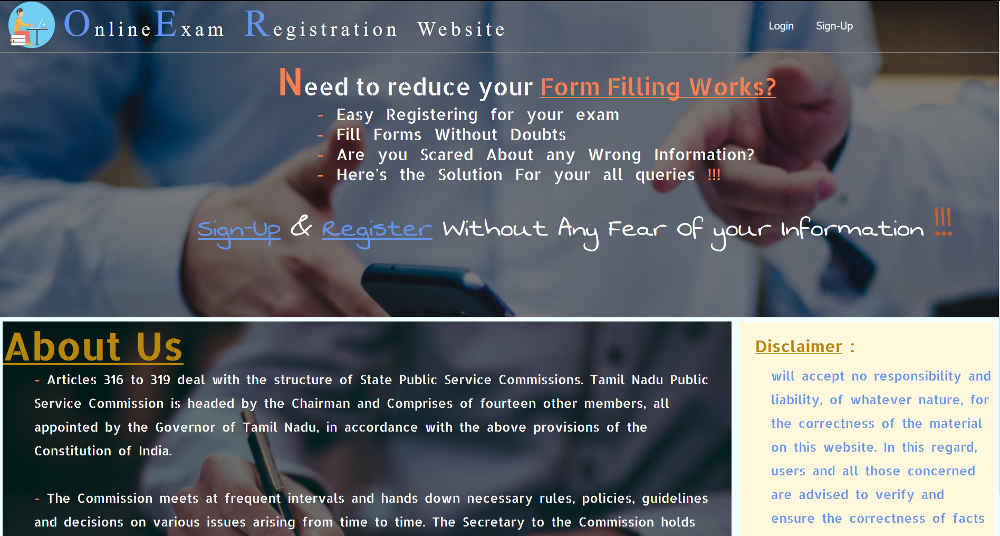 Online Exam Registration Website
Login Sign-Up
Need to reduce your Form Filling Works?
- Easy Registering for your exam
- Fill Forms Without Doubts
- Are you Scared About any Wrong Information?
- Here's the Solution For your all queries !!!
Sign-Up & Register Without Any Fear Of your Information !!!
About Us
- Articles 316 to 319 deal with the structure of State Public Service Commissions. Tamil Nadu Public
Service Commission is headed by the Chairman and Comprises of fourteen other members, all
appointed by the Governor of Tamil Nadu, in accordance with the above provisions of the
Constitution of India.
- The Commission meets at frequent intervals and hands down necessary rules, policies, guidelines
and decisions on various issues arising from time to time. The Secretary to the Commission holds
Disclaimer :
will accept no responsibility and
liability, of whatever nature, for
the correctness of the material
on this website. In this regard,
users and all those concerned
are advised to verify and
ensure the correctness of facts